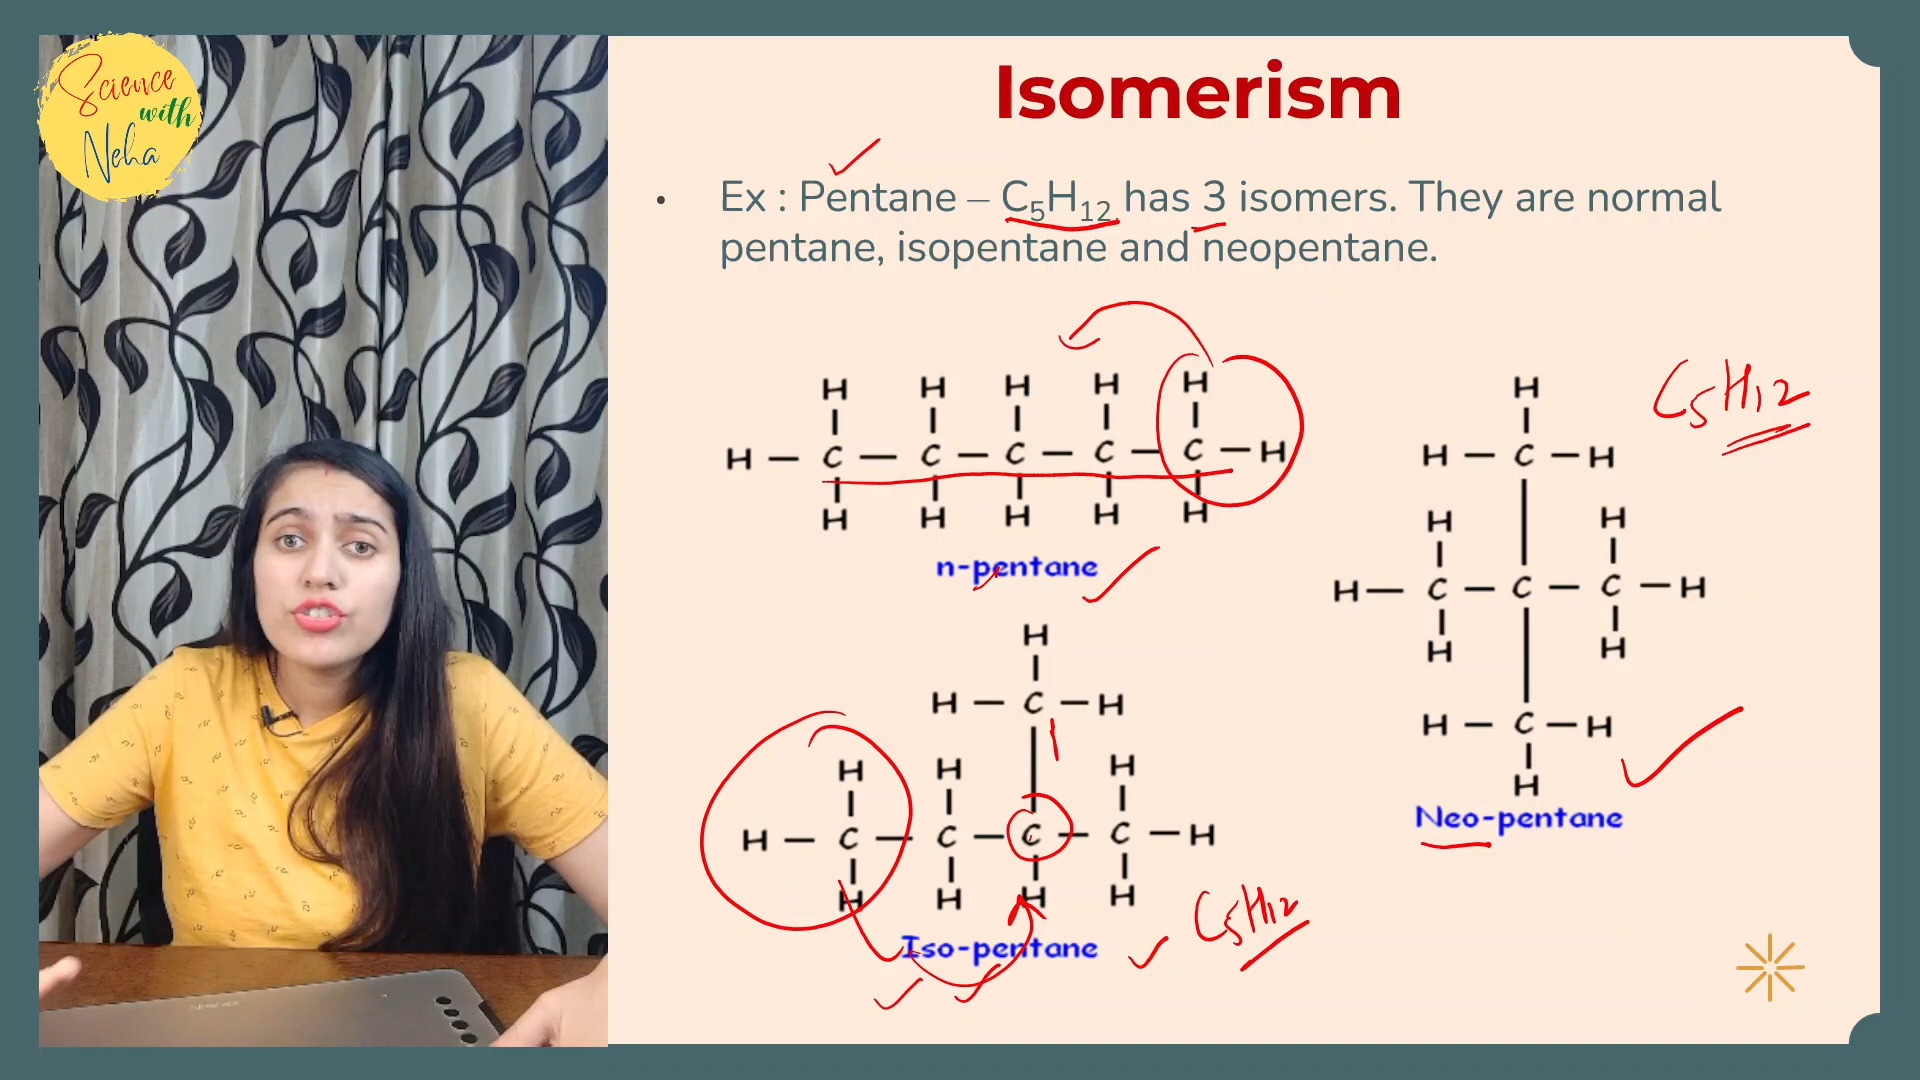 Science
with
Neha
Isomerism
• Ex : Pentane – C₅H₁₂ has 3 isomers. They are normal
pentane, isopentane and neopentane.
H H H H H
H — C — C — C — C — C — H
H H H H H
n-pentane
H
H — C — H
H H H
H — C — C — C — C — H
H H H H
Iso-pentane
C₅H₁₂
C₅H₁₂
H
H — C — H
H H
H — C — C — C — H
H H
H — C — H
H
Neo-pentane